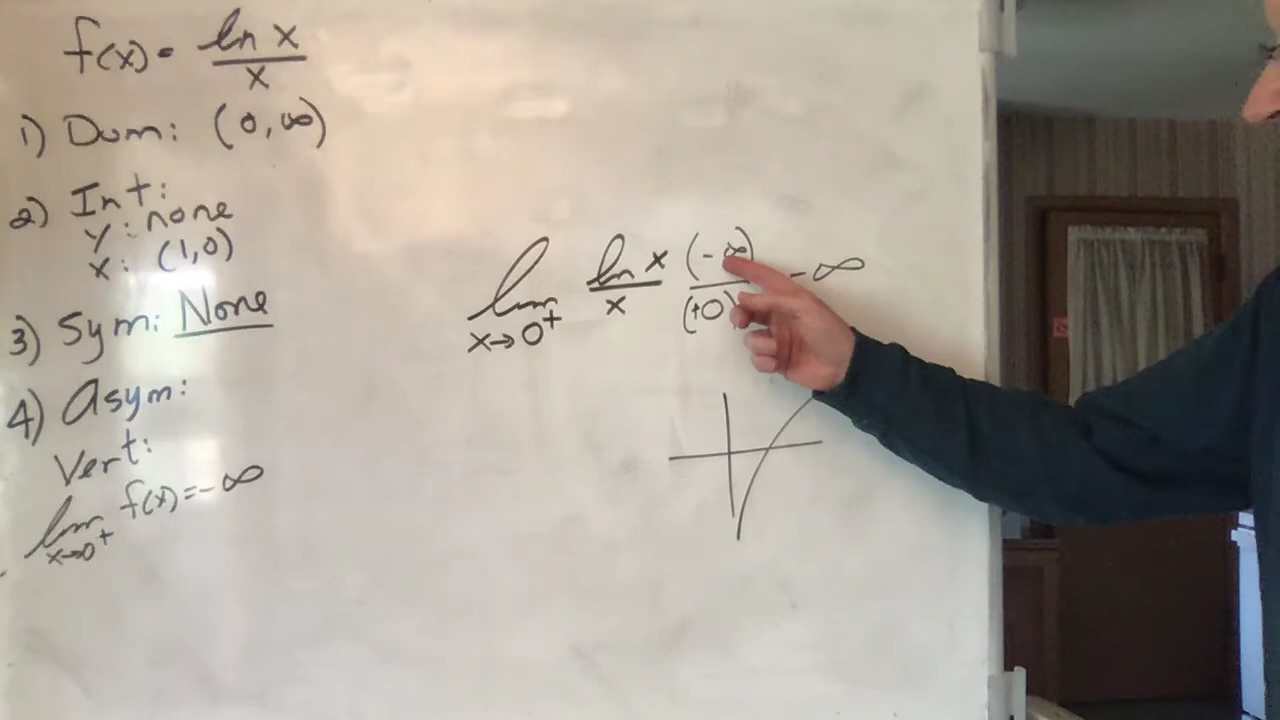 f(x) = ln x / x
1) Dom: (0, ∞)
2) Int:
y: none
x: (1,0)
3) Sym: None
4) Asym:
Vert:
lim x→0⁺ f(x) = -∞
lim x→0⁺ ln x / x (-∞) / (+0) -∞